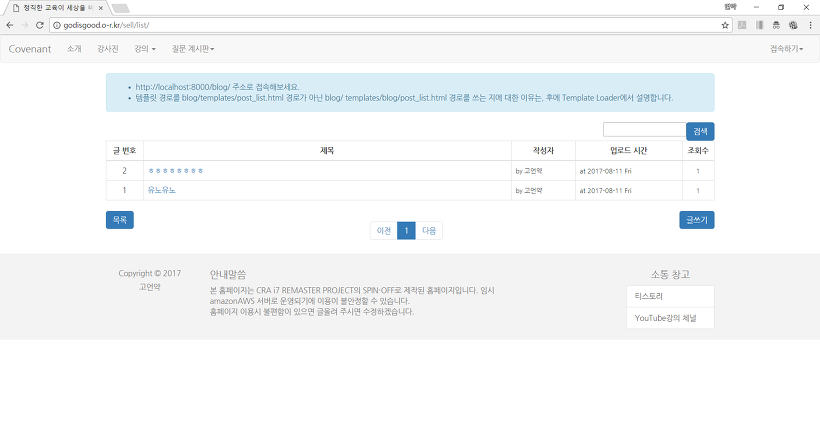 정직한 교육이 세상을 바
godisgood.o-r.kr/sell/list/
Covenant 소개 강사진 강의 질문 게시판 접속하기
http://localhost:8000/blog/ 주소로 접속해보세요.
템플릿 경로를 blog/templates/post_list.html 경로가 아닌 blog/ templates/blog/post_list.html 경로를 쓰는 지에 대한 이유는, 후에 Template Loader에서 설명합니다.
검색
글 번호 제목 작성자 업로드 시간 조회수
2 ㅎㅎㅎㅎㅎㅎㅎㅎ by 고언약 at 2017-08-11 Fri 1
1 유노유노 by 고언약 at 2017-08-11 Fri 1
목록 이전 1 다음 글쓰기
Copyright © 2017
고언약
안내말씀
본 홈페이지는 CRA i7 REMASTER PROJECT의 SPIN-OFF로 제작된 홈페이지입니다. 임시
amazonAWS 서버로 운영되기에 이용이 불안정할 수 있습니다.
홈페이지 이용시 불편함이 있으면 글올려 주시면 수정하겠습니다.
소통 창고
티스토리
YouTube강의 채널